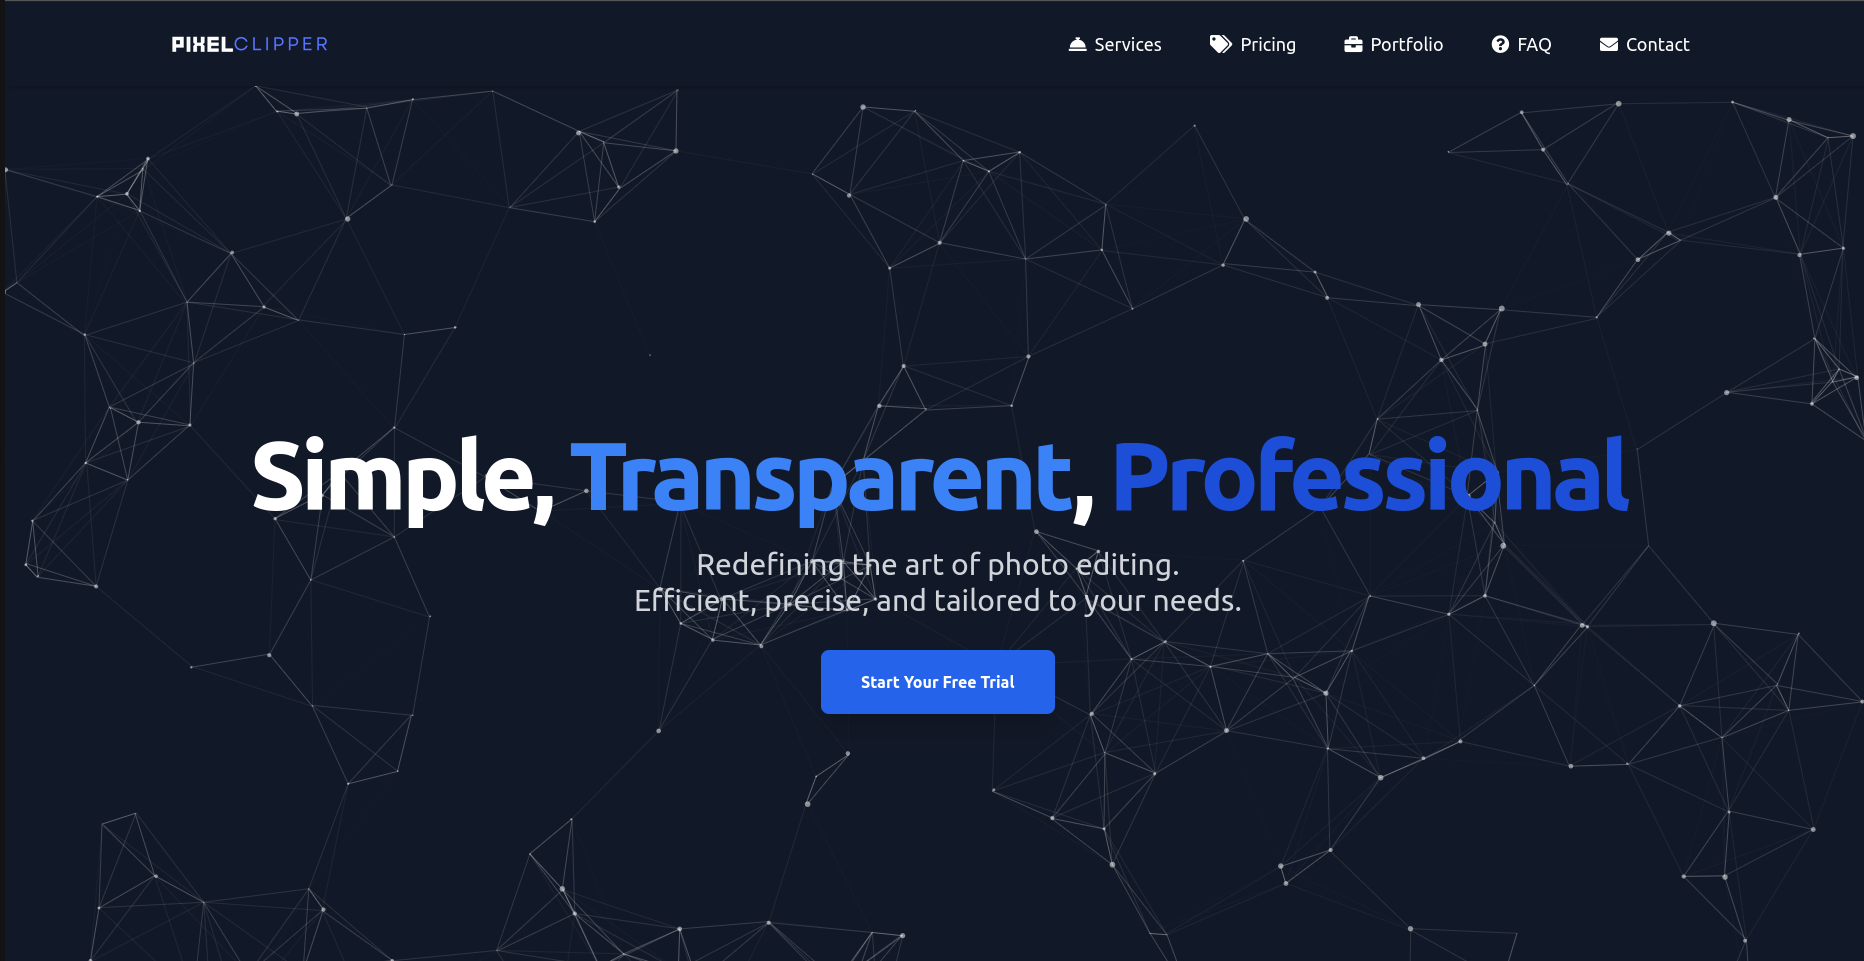 PIXELCLIPPER
Services
Pricing
Portfolio
FAQ
Contact
Simple, Transparent, Professional
Redefining the art of photo editing.
Efficient, precise, and tailored to your needs.
Start Your Free Trial